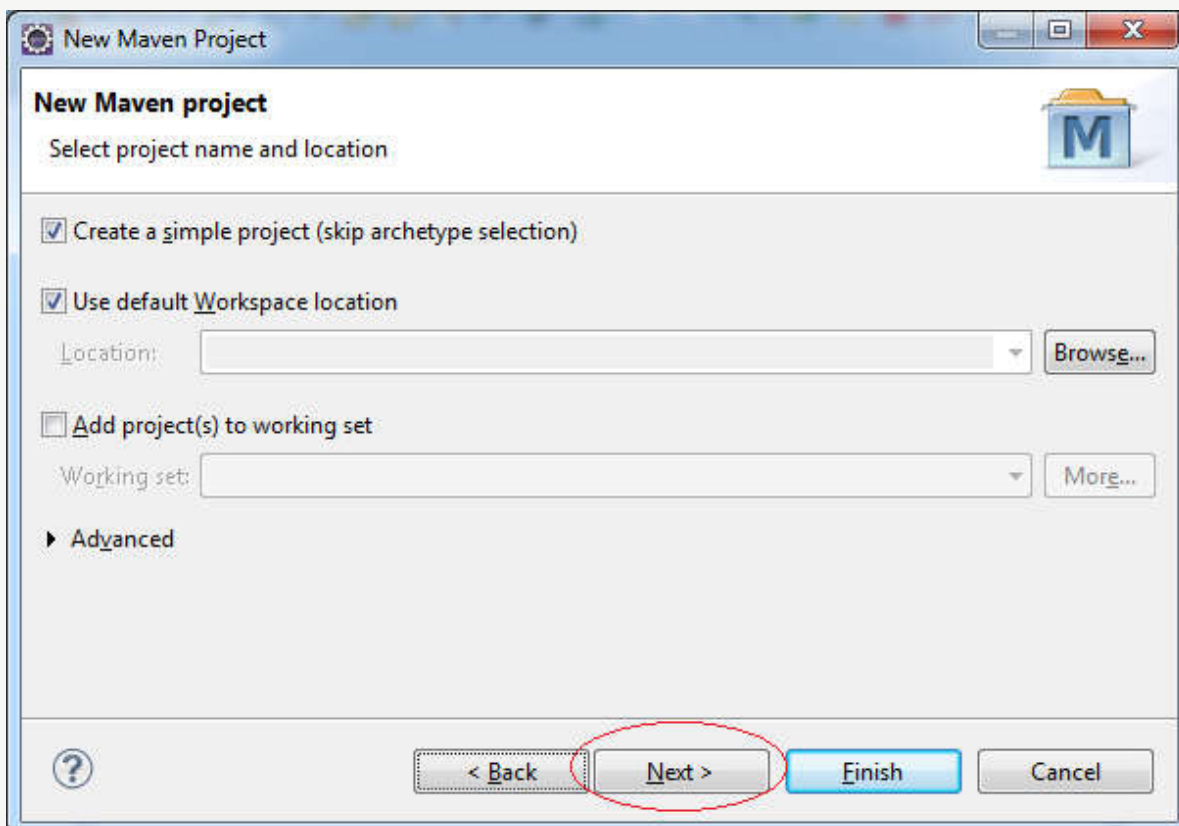 New Maven Project
New Maven project
M
Select project name and location
Create a simple project (skip archetype selection)
Use default Workspace location
Location:
Browse...
Add project(s) to working set
Working set:
More...
Advanced
?
< Back
Next >
Finish
Cancel